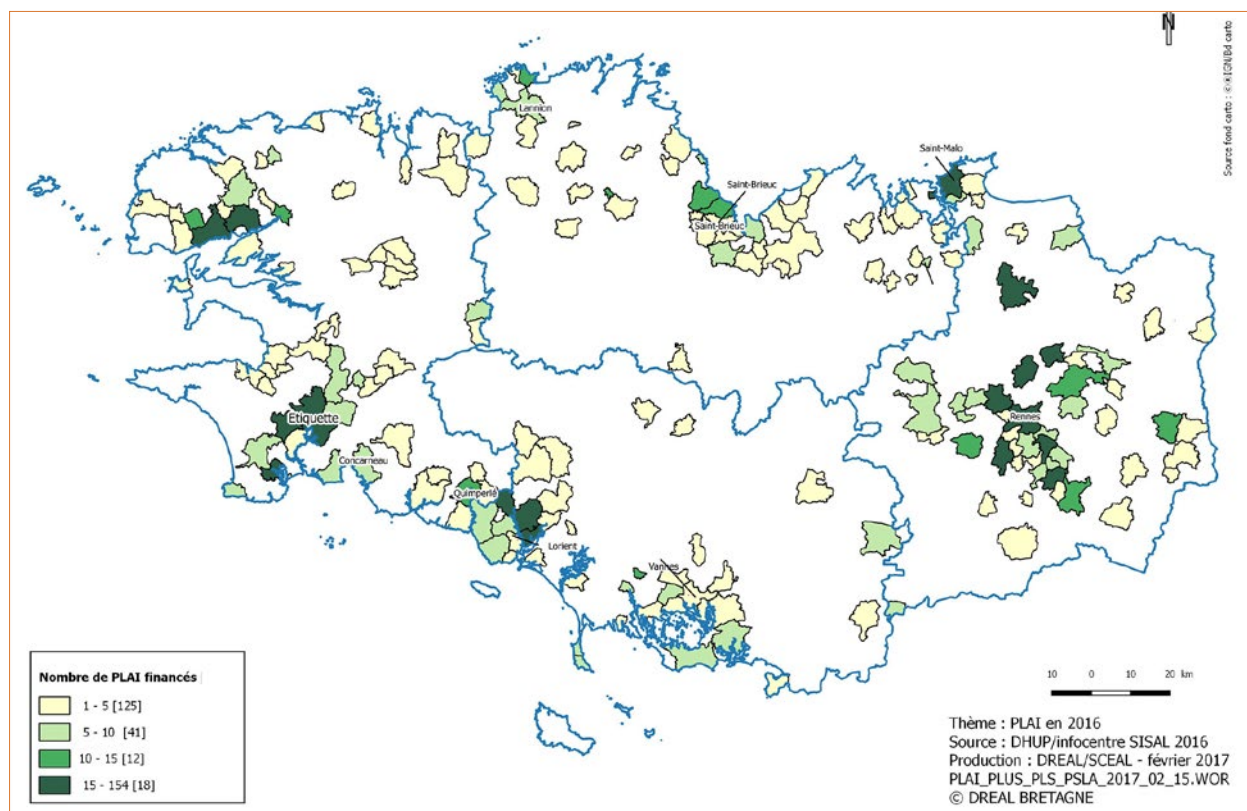 N
Source fond carto : ©®IGN/Bd carto
Lannion
Saint-Malo
Saint-Brieuc
Saint-Brieuc
Rennes
Etiquette
Concarneau
Quimperlé
Lorient
Vannes
Nombre de PLAI financés
1 - 5 [125]
5 - 10 [41]
10 - 15 [12]
15 - 154 [18]
10 0 10 20 km
Thème : PLAI en 2016
Source : DHUP/infocentre SISAL 2016
Production : DREAL/SCEAL - février 2017
PLAI_PLUS_PLS_PSLA_2017_02_15.WOR
© DREAL BRETAGNE